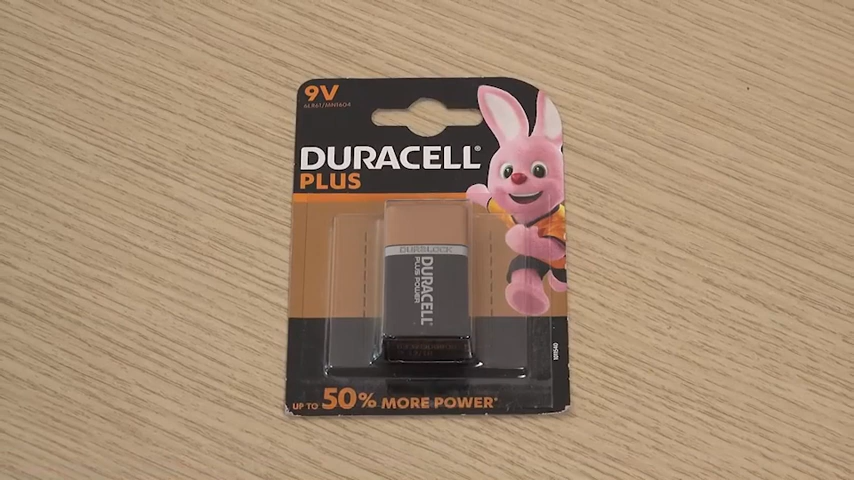 9V
6LR61/MN1604
DURACELL®
PLUS
DURALOCK
DURACELL
PLUS POWER
UP TO 50% MORE POWER*